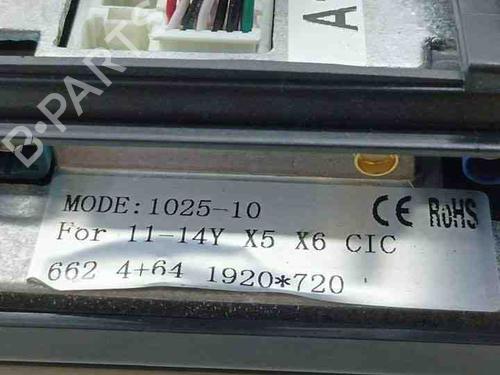 B-PARTS
A
MODE:1025-10
CE RoHS
For 11-14Y X5 X6 CIC
662 4+64 1920*720